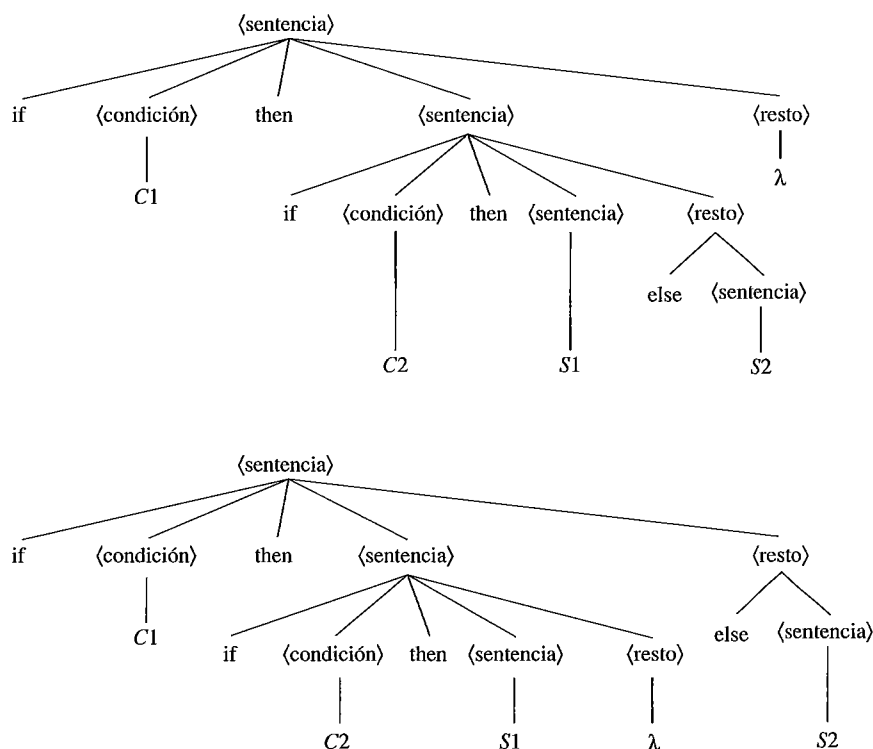 ⟨sentencia⟩
if ⟨condición⟩ then ⟨sentencia⟩ ⟨resto⟩
C1 λ
if ⟨condición⟩ then ⟨sentencia⟩ ⟨resto⟩
else ⟨sentencia⟩
C2 S1 S2
⟨sentencia⟩
if ⟨condición⟩ then ⟨sentencia⟩ ⟨resto⟩
C1 else ⟨sentencia⟩
if ⟨condición⟩ then ⟨sentencia⟩ ⟨resto⟩
C2 S1 λ S2